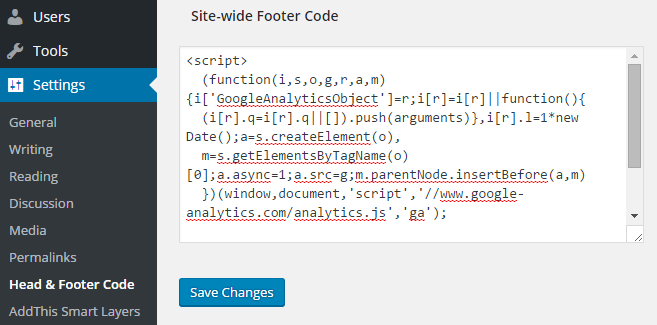 Users
Tools
Settings
General
Writing
Reading
Discussion
Media
Permalinks
Head & Footer Code
AddThis Smart Layers
Site-wide Footer Code
<script>
(function(i,s,o,g,r,a,m)
{i['GoogleAnalyticsObject']=r;i[r]=i[r]||function(){
(i[r].q=i[r].q||[]).push(arguments)},i[r].l=1*new
Date();a=s.createElement(o),
m=s.getElementsByTagName(o)
[0];a.async=1;a.src=g;m.parentNode.insertBefore(a,m)
})(window,document,'script','//www.google-
analytics.com/analytics.js','ga');
Save Changes